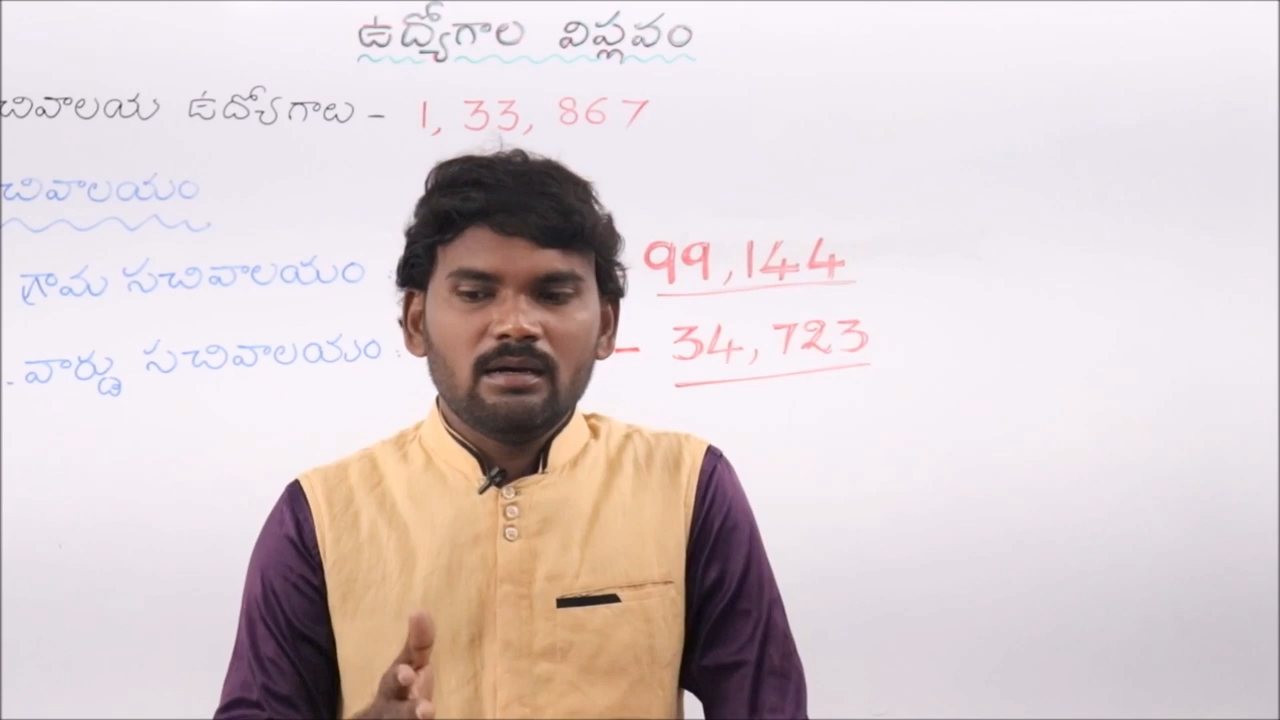 ఉద్యోగాల విప్లవం
చివాలయ ఉద్యోగాలు - 1, 33, 867
చివాలయం
గ్రామ సచివాలయం 99,144
వార్డు సచివాలయం - 34,723